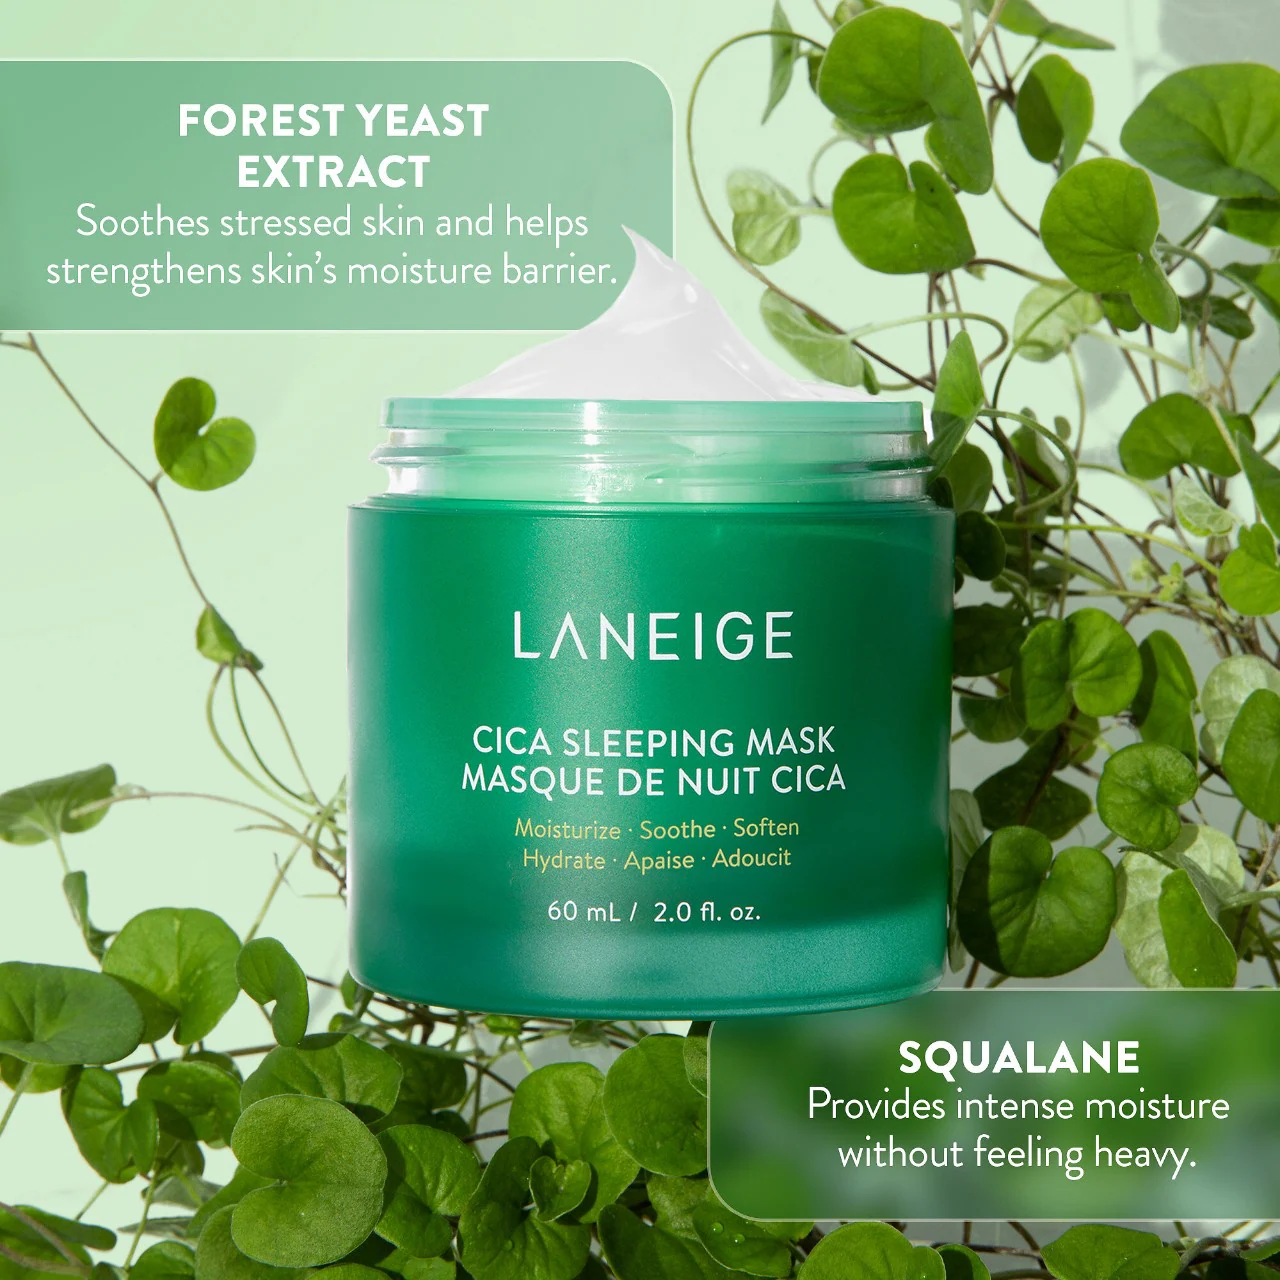 FOREST YEAST
EXTRACT
Soothes stressed skin and helps
strengthens skin's moisture barrier.
LANEIGE
CICA SLEEPING MASK
MASQUE DE NUIT CICA
Moisturize · Soothe · Soften
Hydrate · Apaise · Adoucit
60 mL / 2.0 fl. oz.
SQUALANE
Provides intense moisture
without feeling heavy.